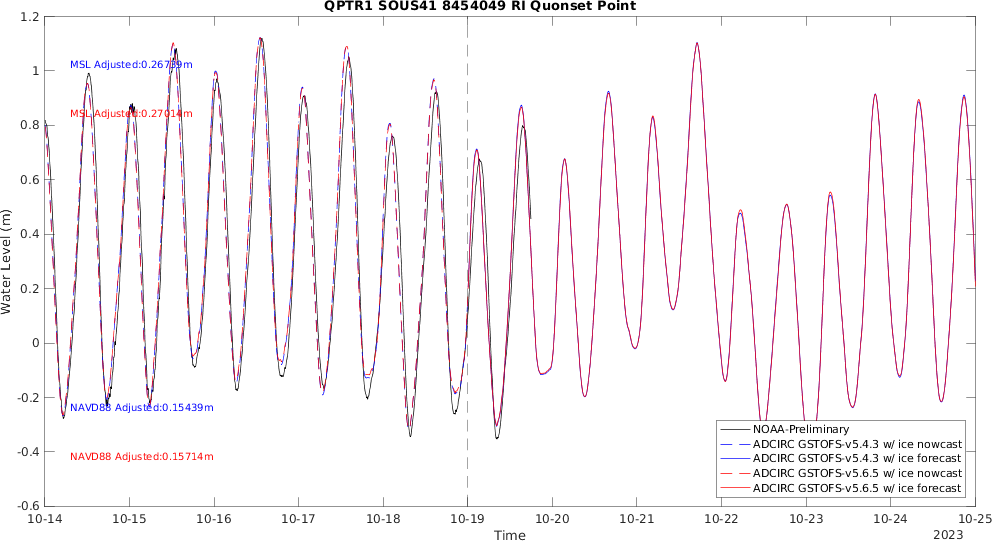 QPTR1 SOUS41 8454049 RI Quonset Point
1.2
1
0.8
0.6
0.4
0.2
0
-0.2
-0.4
-0.6
Water Level (m)
MSL Adjusted:0.26739m
MSL Adjusted:0.27014m
NAVD88 Adjusted:0.15439m
NAVD88 Adjusted:0.15714m
NOAA-Preliminary
ADCIRC GSTOFS-v5.4.3 w/ ice nowcast
ADCIRC GSTOFS-v5.4.3 w/ ice forecast
ADCIRC GSTOFS-v5.6.5 w/ ice nowcast
ADCIRC GSTOFS-v5.6.5 w/ ice forecast
10-14 10-15 10-16 10-17 10-18 10-19 10-20 10-21 10-22 10-23 10-24 10-25
Time
2023